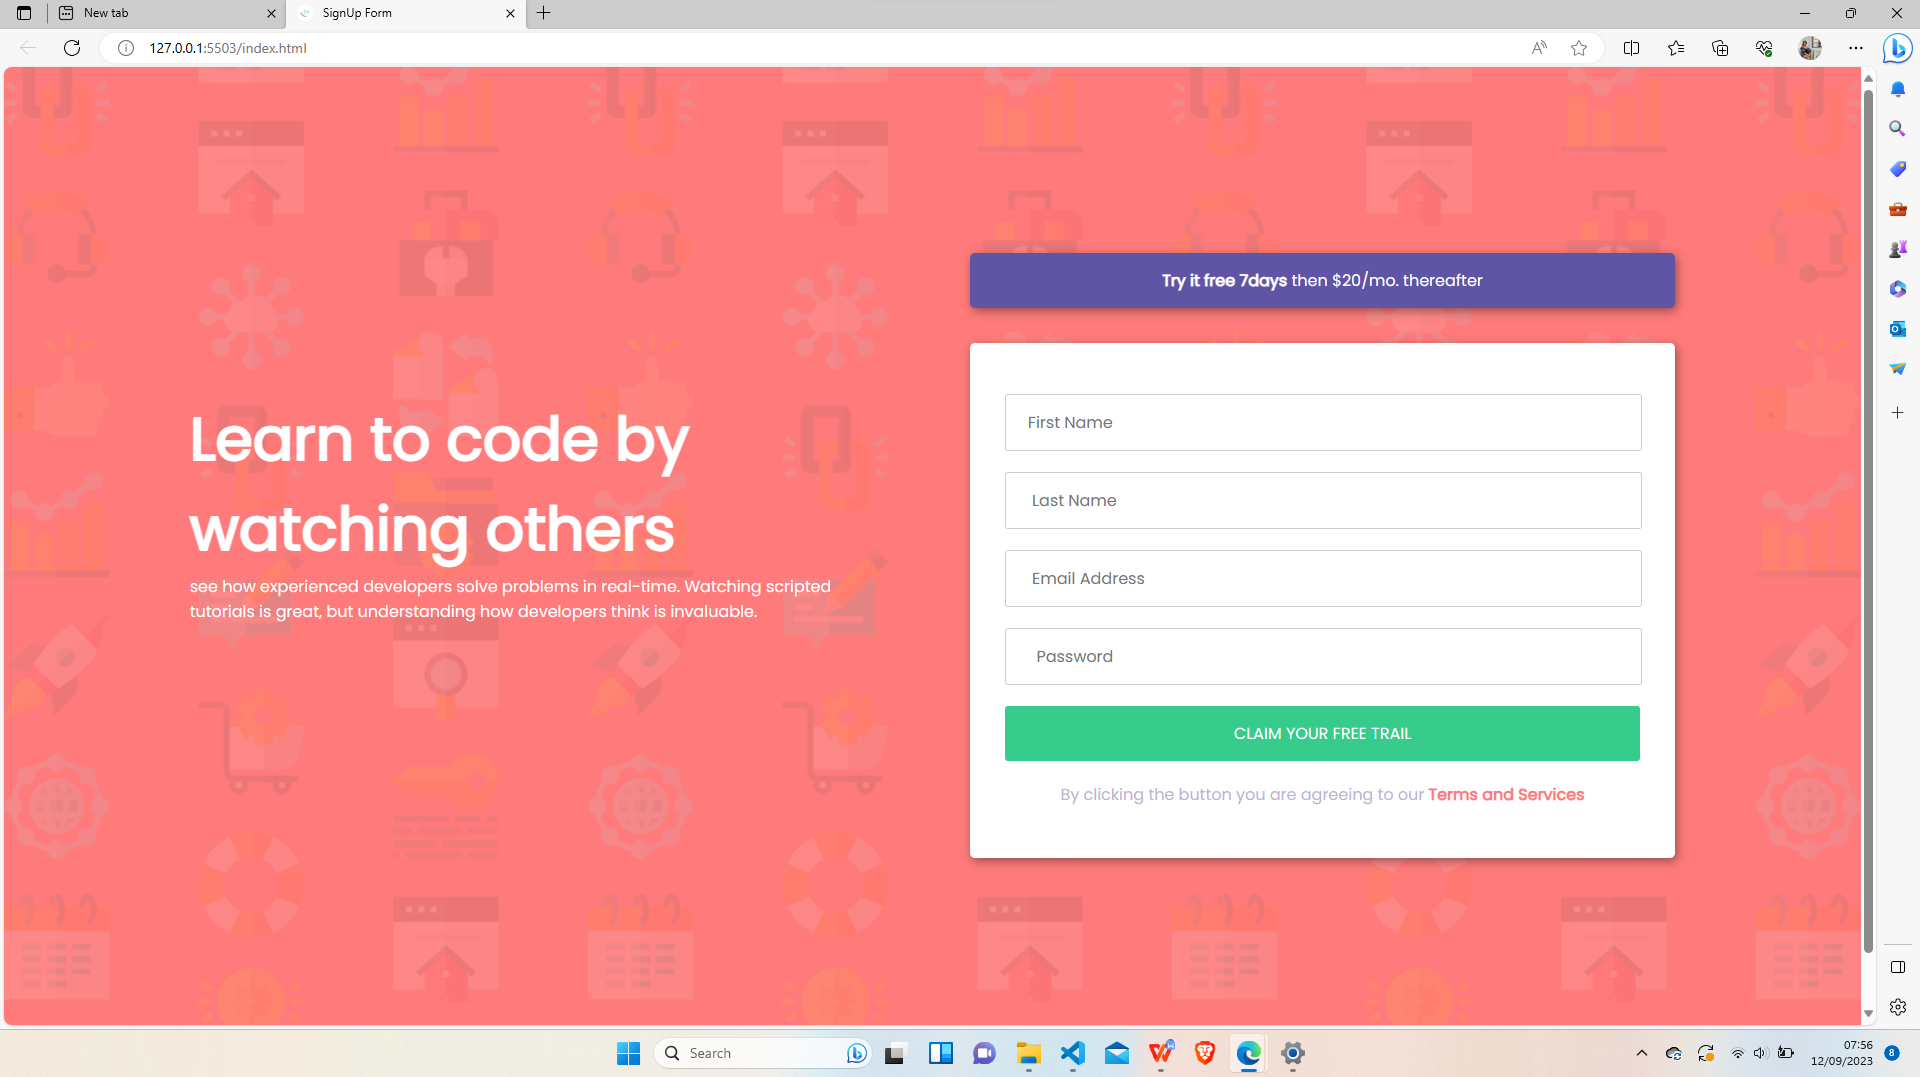 New tab
SignUp Form
127.0.0.1:5503/index.html
Try it free 7days then $20/mo. thereafter
Learn to code by
watching others
see how experienced developers solve problems in real-time. Watching scripted
tutorials is great, but understanding how developers think is invaluable.
First Name
Last Name
Email Address
Password
CLAIM YOUR FREE TRAIL
By clicking the button you are agreeing to our Terms and Services
Search
07:56
12/09/2023
8